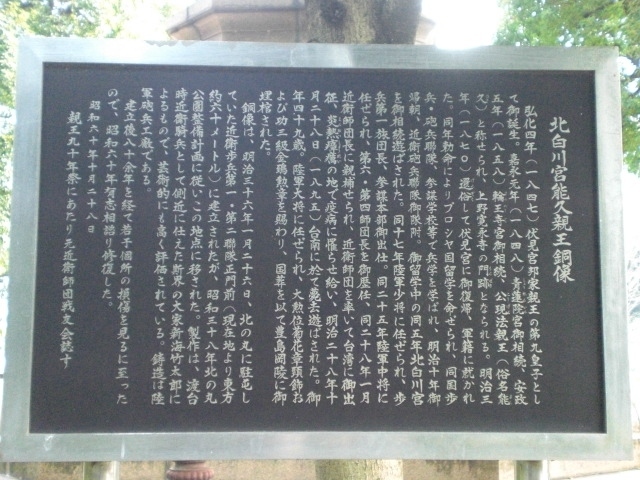 北白川宮能久親王銅像
弘化四年（一八四七）伏見宮邦家親王の第九皇子とし
て御誕生。嘉永元年（一八四八）青蓮院宮御相続、安政
五年（一八五八）輪王寺宮御相続、公現法親王（俗名能
久）と称せられ、上野寛永寺の門跡となられる。明治三
年（一八七〇）還俗して伏見宮に御復帰、軍籍に就かれ
た。同年勅命によりプロシヤ国留学を命ぜられ、同国歩
兵・砲兵聯隊、参謀学校等で兵学を学ばれ、明治十年御
帰朝、近衛砲兵聯隊御隊附。御留学中の同五年北白川宮
を御相続遊ばされた。同十七年陸軍少将に任ぜられ、歩
兵第一旅団長、参謀本部御出仕。同二十五年陸軍中将に
任ぜられ、第六・第四師団長を御歴任、同二十八年一月
近衛師団長に親補せられ、近衛師団を率いて台湾に御出
征、炎熱瘴癘の地で疫病に罹らせ給い、明治二十八年十
月二十八日（一八九五）台南に於て薨去遊ばされた。御
年四十九歳。陸軍大将に任ぜられ、大勲位菊花章頸飾お
よび功三級金鵄勲章を賜わり、国葬を以て豊島岡陵に御
埋棺された。
銅像は、明治三十六年一月二十六日、北の丸に駐屯し
ていた近衛歩兵第一・第二聯隊正門前（現在地より東方
約六十メートル）に建立されたが、昭和三十八年北の丸
公園整備計画に従いこの地点に移された。製作は、渡台
時近衛騎兵として側近に仕えた斯界の大家新海竹太郎に
よるもので、芸術的にも高く評価されている。鋳造は陸
軍砲兵工廠である。
建立後八十余年を経て若干個所の損傷を見るに至った
ので、昭和六十年有志相諮り修復した。
昭和六十年十月二十八日
親王九十年祭にあたり元近衛師団戦友会誌す